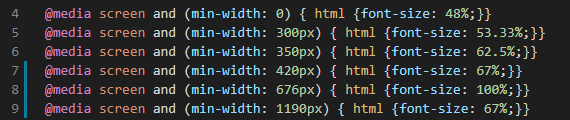 4 @media screen and (min-width: 0) { html {font-size: 48%;}}
5 @media screen and (min-width: 300px) { html {font-size: 53.33%;}}
6 @media screen and (min-width: 350px) { html {font-size: 62.5%;}}
7 @media screen and (min-width: 420px) { html {font-size: 67%;}}
8 @media screen and (min-width: 676px) { html {font-size: 100%;}}
9 @media screen and (min-width: 1190px) { html {font-size: 67%;}}